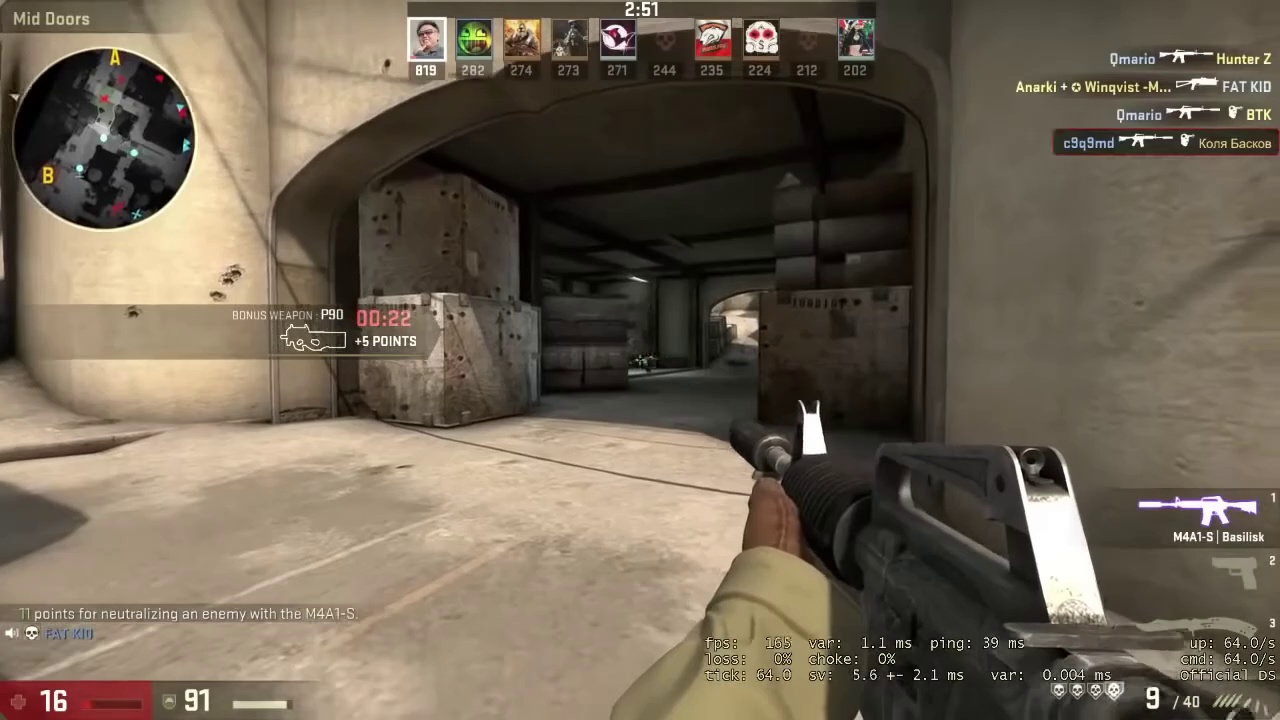 Mid Doors
2:51
819 282 274 273 271 244 235 224 212 202
A
B
Qmario Hunter Z
Anarki + ✪ Winqvist -M... FAT KID
Qmario BTK
c9q9md Коля Басков
BONUS WEAPON : P90 00:22
+5 POINTS
1
M4A1-S | Basilisk
2
3
11 points for neutralizing an enemy with the M4A1-S.
FAT KID
fps: 165 var: 1.1 ms ping: 39 ms up: 64.0/s
loss: 0% choke: 0% cmd: 64.0/s
tick: 64.0 sv: 5.6 +- 2.1 ms var: 0.004 ms Official DS
16 91
9 / 40